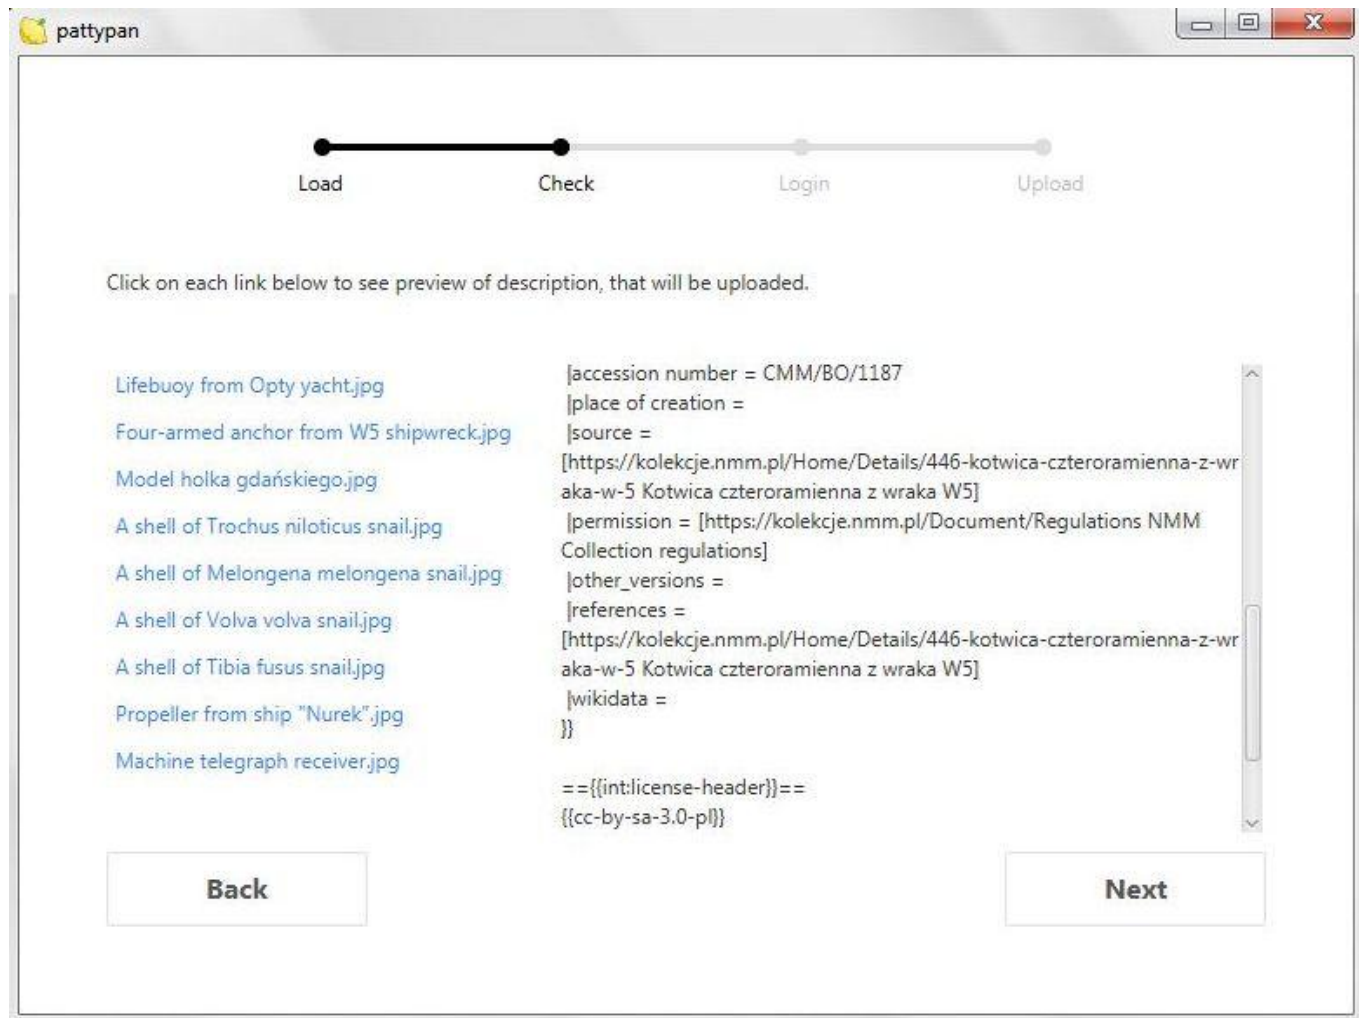 pattypan
Load
Check
Login
Upload
Click on each link below to see preview of description, that will be uploaded.
Lifebuoy from Opty yacht.jpg
Four-armed anchor from W5 shipwreck.jpg
Model holka gdańskiego.jpg
A shell of Trochus niloticus snail.jpg
A shell of Melongena melongena snail.jpg
A shell of Volva volva snail.jpg
A shell of Tibia fusus snail.jpg
Propeller from ship "Nurek".jpg
Machine telegraph receiver.jpg
|accession number = CMM/BO/1187
|place of creation =
|source =
[https://kolekcje.nmm.pl/Home/Details/446-kotwica-czteroramienna-z-wr
aka-w-5 Kotwica czteroramienna z wraka W5]
|permission = [https://kolekcje.nmm.pl/Document/Regulations NMM
Collection regulations]
|other_versions =
|references =
[https://kolekcje.nmm.pl/Home/Details/446-kotwica-czteroramienna-z-wr
aka-w-5 Kotwica czteroramienna z wraka W5]
|wikidata =
}}
=={{int:license-header}}==
{{cc-by-sa-3.0-pl}}
Back
Next